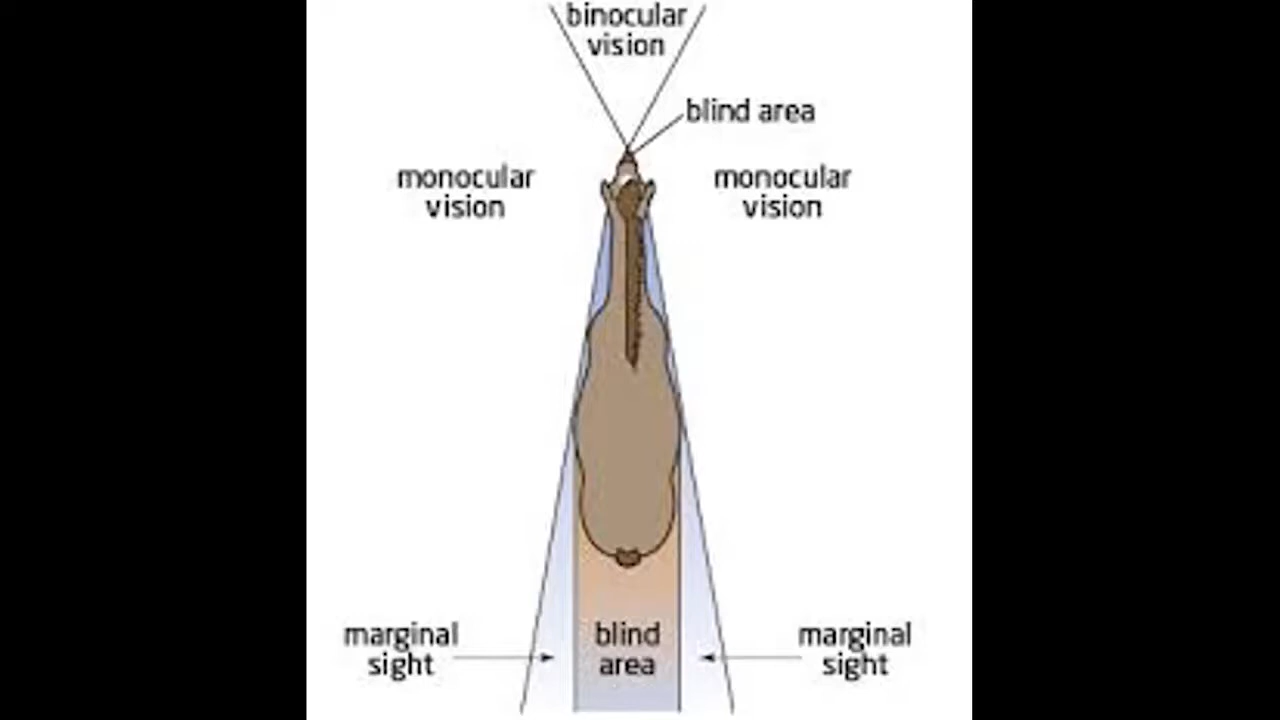 binocular
vision
blind area
monocular
vision
monocular
vision
marginal
sight
blind
area
marginal
sight